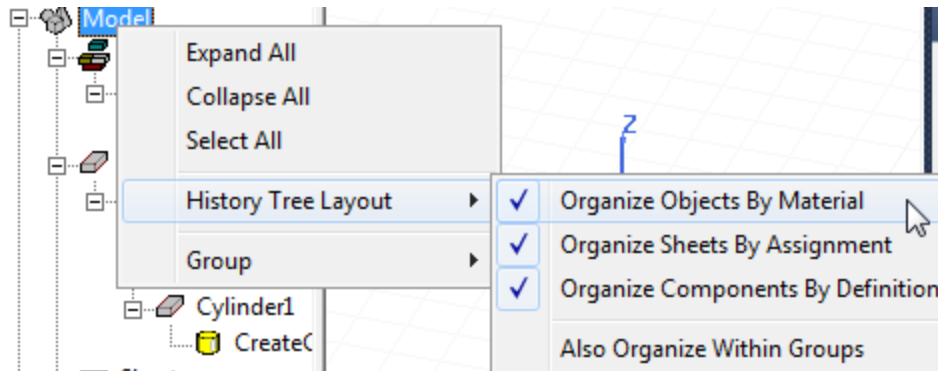 Model
Expand All
Collapse All
Select All
Z
History Tree Layout
Organize Objects By Material
Organize Sheets By Assignment
Group
Organize Components By Definition
Cylinder1
Also Organize Within Groups